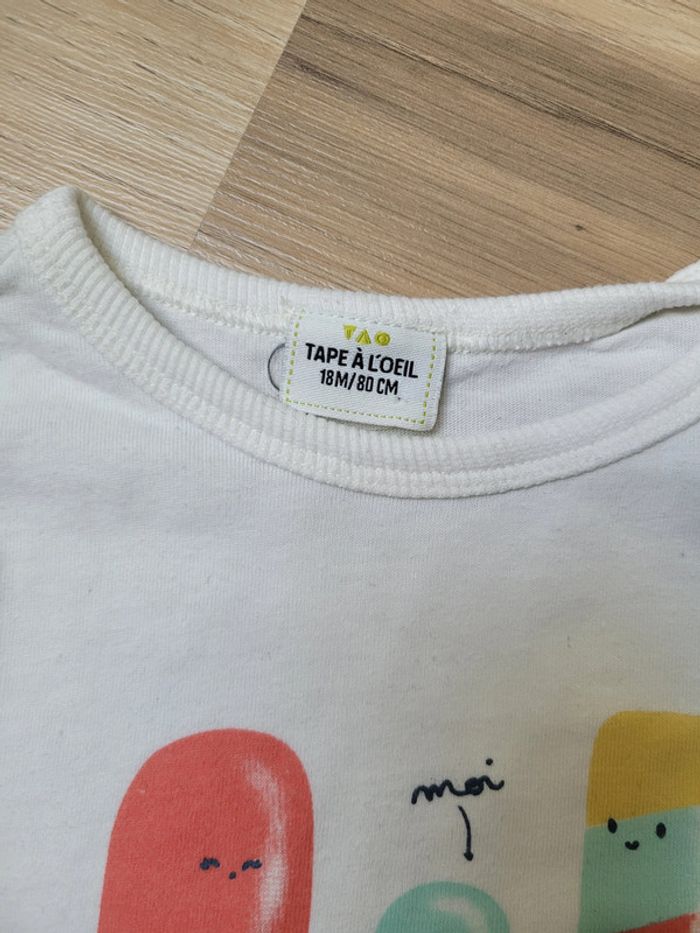 TAO
TAPE À L'OEIL
18M/80 CM
moi